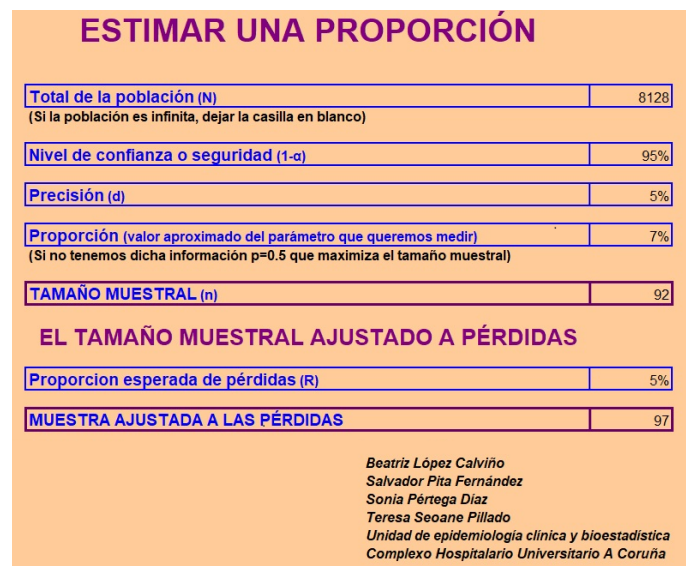 ESTIMAR UNA PROPORCIÓN
Total de la población (N) 8128
(Si la población es infinita, dejar la casilla en blanco)
Nivel de confianza o seguridad (1-α) 95%
Precisión (d) 5%
Proporción (valor aproximado del parámetro que queremos medir) 7%
(Si no tenemos dicha información p=0.5 que maximiza el tamaño muestral)
TAMAÑO MUESTRAL (n) 92
EL TAMAÑO MUESTRAL AJUSTADO A PÉRDIDAS
Proporcion esperada de pérdidas (R) 5%
MUESTRA AJUSTADA A LAS PÉRDIDAS 97
Beatriz López Calviño
Salvador Pita Fernández
Sonia Pértega Díaz
Teresa Seoane Pillado
Unidad de epidemiología clínica y bioestadística
Complexo Hospitalario Universitario A Coruña